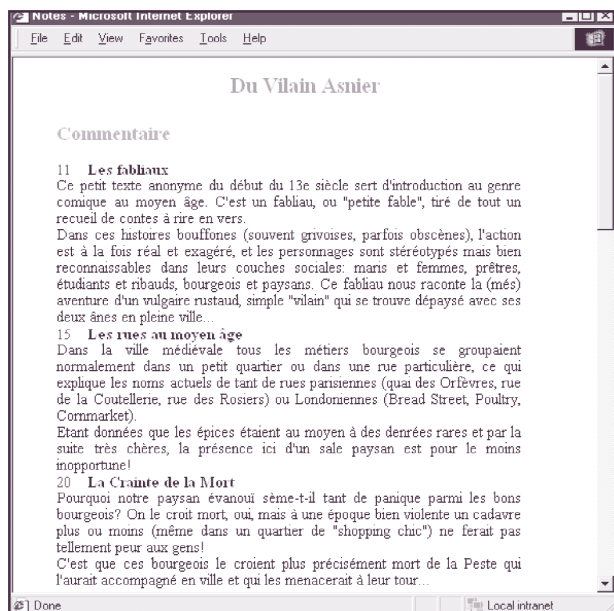 Notes - Microsoft Internet Explorer
File Edit View Favorites Tools Help
Du Vilain Asnier
Commentaire
11 Les fabliaux
Ce petit texte anonyme du début du 13e siècle sert d'introduction au genre
comique au moyen âge. C'est un fabliau, ou "petite fable", tiré de tout un
recueil de contes à rire en vers.
Dans ces histoires bouffones (souvent grivoises, parfois obscènes), l'action
est à la fois réal et exagéré, et les personnages sont stéréotypés mais bien
reconnaissables dans leurs couches sociales: maris et femmes, prêtres,
étudiants et ribauds, bourgeois et paysans. Ce fabliau nous raconte la (més)
aventure d'un vulgaire rustaud, simple "vilain" qui se trouve dépaysé avec ses
deux ânes en pleine ville...
15 Les rues au moyen âge
Dans la ville médiévale tous les métiers bourgeois se groupaient
normalement dans un petit quartier ou dans une rue particulière, ce qui
explique les noms actuels de tant de rues parisiennes (quai des Orfèvres, rue
de la Coutellerie, rue des Rosiers) ou Londoniennes (Bread Street, Poultry,
Cornmarket).
Etant données que les épices étaient au moyen à des denrées rares et par la
suite très chères, la présence ici d'un sale paysan est pour le moins
inopportune!
20 La Crainte de la Mort
Pourquoi notre paysan évanouï sème-t-il tant de panique parmi les bons
bourgeois? On le croit mort, oui, mais à une époque bien violente un cadavre
plus ou moins (même dans un quartier de "shopping chic") ne ferait pas
tellement peur aux gens!
C'est que ces bourgeois le croient plus précisément mort de la Peste qui
l'aurait accompagné en ville et qui les menacerait à leur tour...
Done Local intranet